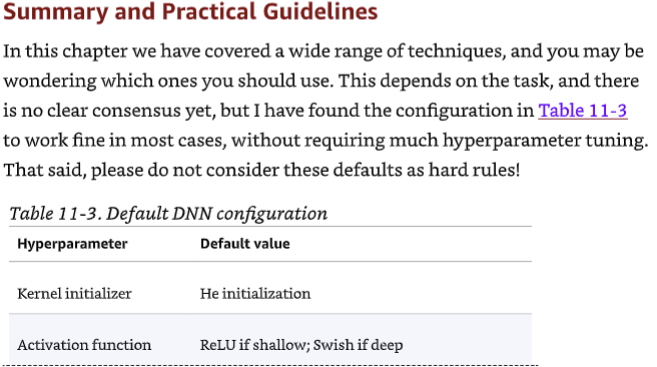 Summary and Practical Guidelines
In this chapter we have covered a wide range of techniques, and you may be
wondering which ones you should use. This depends on the task, and there
is no clear consensus yet, but I have found the configuration in Table 11-3
to work fine in most cases, without requiring much hyperparameter tuning.
That said, please do not consider these defaults as hard rules!
Table 11-3. Default DNN configuration
Hyperparameter Default value
Kernel initializer He initialization
Activation function ReLU if shallow; Swish if deep